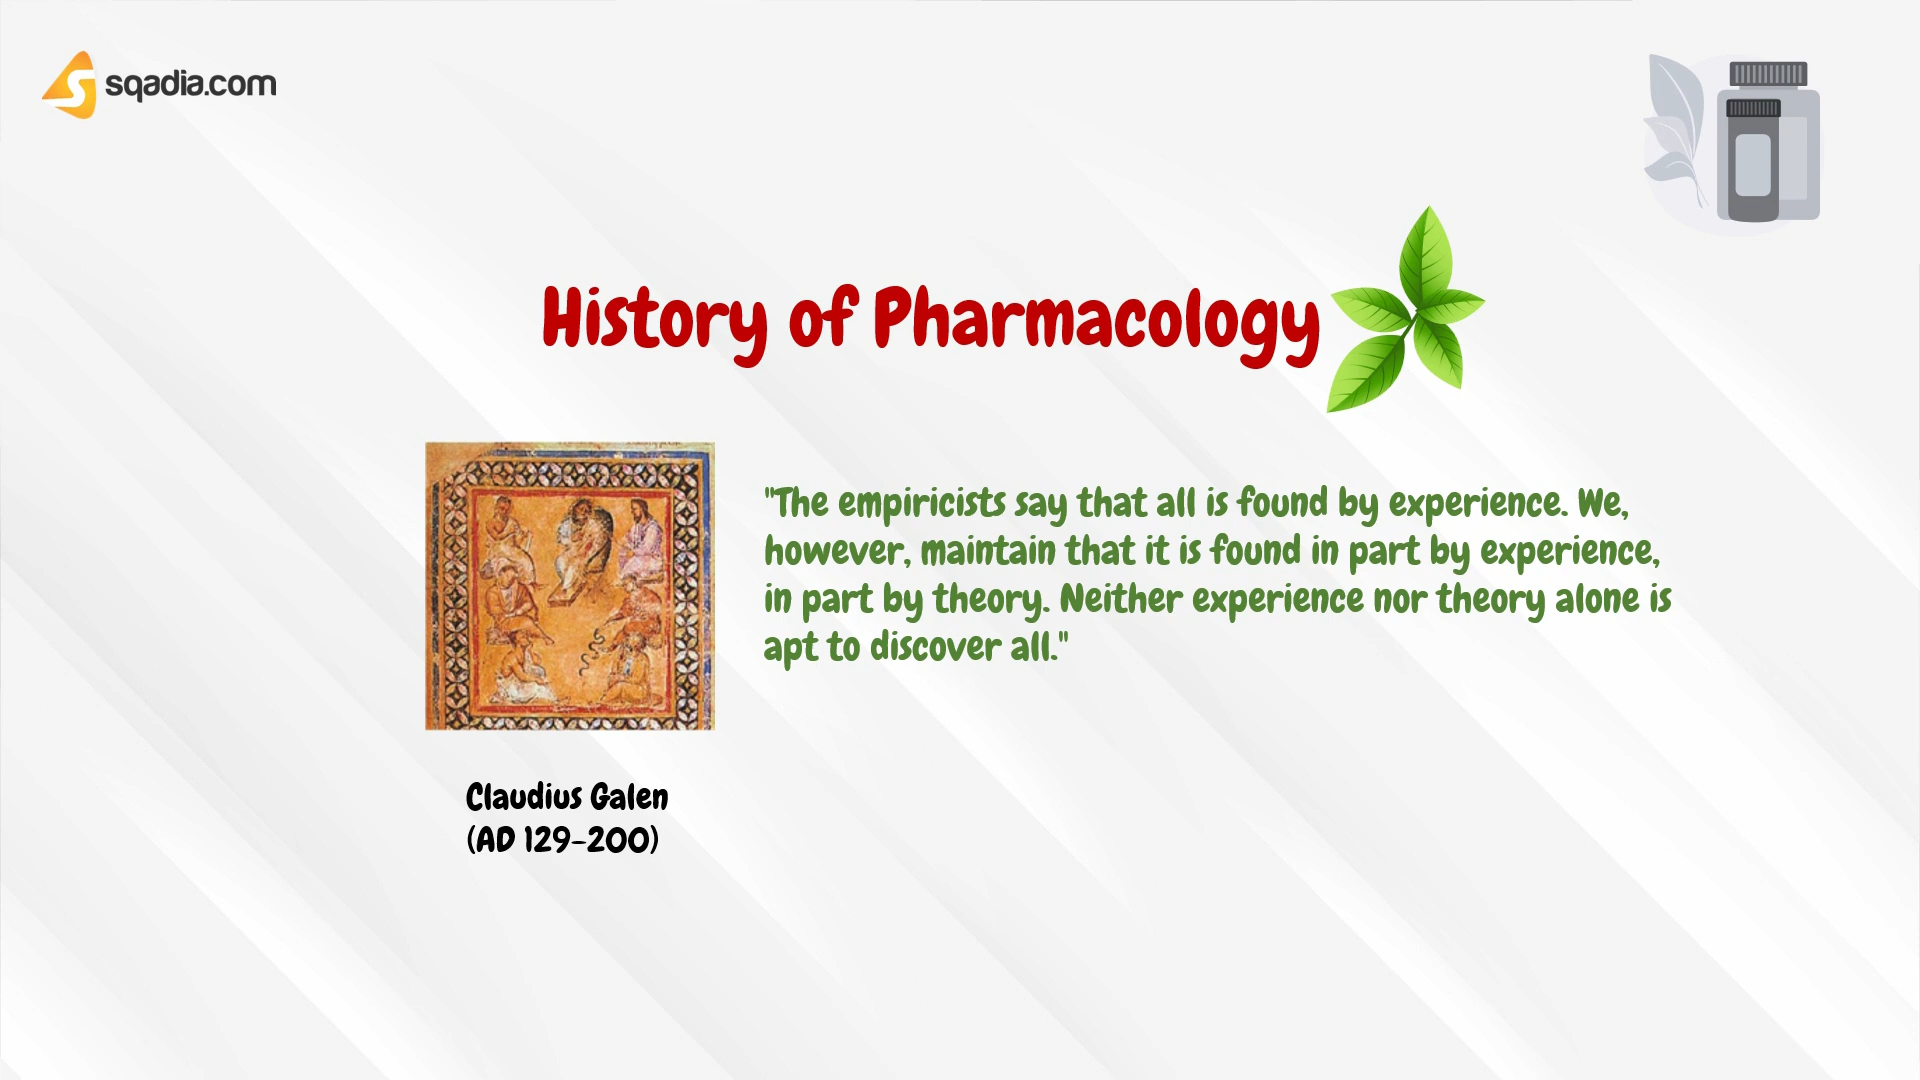 sqadia.com
History of Pharmacology
"The empiricists say that all is found by experience. We,
however, maintain that it is found in part by experience,
in part by theory. Neither experience nor theory alone is
apt to discover all."
Claudius Galen
(AD 129-200)